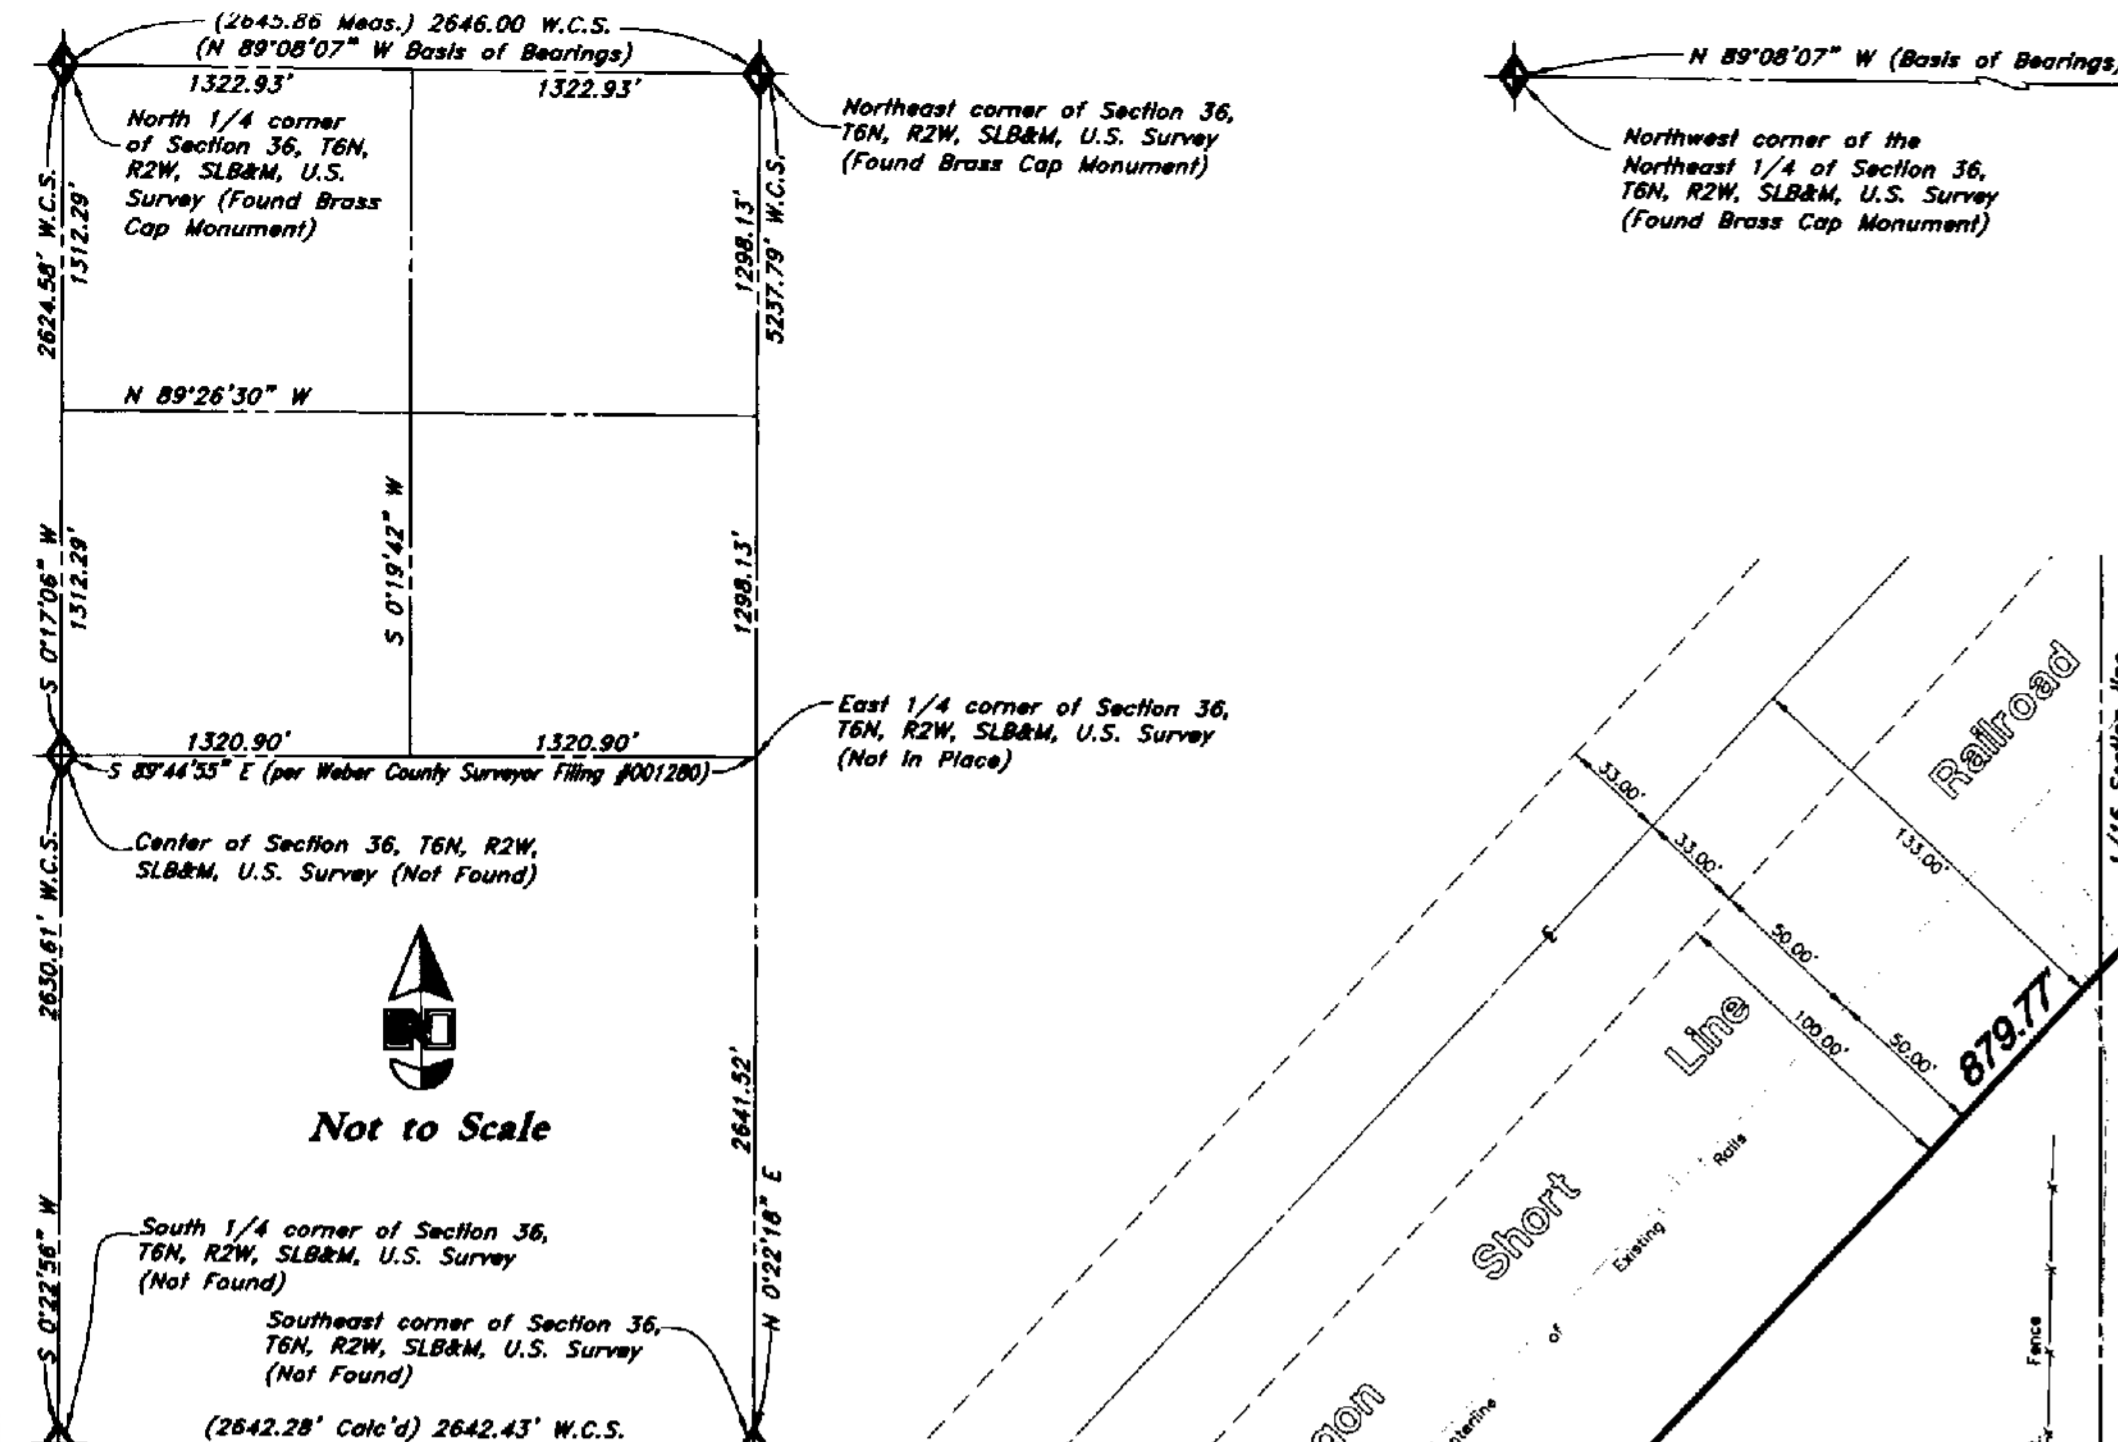 (2645.86 Meas.) 2646.00 W.C.S.
(N 89°08'07" W Basis of Bearings)
1322.93'
1322.93'
North 1/4 corner
of Section 36, T6N,
R2W, SLB&M, U.S.
Survey (Found Brass
Cap Monument)
Northeast corner of Section 36,
T6N, R2W, SLB&M, U.S. Survey
(Found Brass Cap Monument)
2624.58' W.C.S.
1312.29'
1298.13'
5237.79' W.C.S.
N 89°26'30" W
S 0°19'42" W
S 0°17'06" W
1312.29'
1298.13'
1320.90'
1320.90'
S 89°44'55" E (per Weber County Surveyor Filing #001280)
East 1/4 corner of Section 36,
T6N, R2W, SLB&M, U.S. Survey
(Not in Place)
Center of Section 36, T6N, R2W,
SLB&M, U.S. Survey (Not Found)
2630.61' W.C.S.
2641.52'
Not to Scale
S 0°22'56" W
N 0°22'18" E
South 1/4 corner of Section 36,
T6N, R2W, SLB&M, U.S. Survey
(Not Found)
Southeast corner of Section 36,
T6N, R2W, SLB&M, U.S. Survey
(Not Found)
(2642.28' Calc'd) 2642.43' W.C.S.
N 89°08'07" W (Basis of Bearings)
Northwest corner of the
Northeast 1/4 of Section 36,
T6N, R2W, SLB&M, U.S. Survey
(Found Brass Cap Monument)
33.00'
33.00'
50.00'
50.00'
133.00'
100.00'
879.77'
Railroad
Line
Short
Existing
Rails
of
Fence
1/16 Section